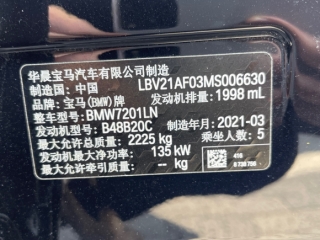 华晨宝马汽车有限公司制造
制造国：中国 LBV21AF03MS006630
品牌：宝马(BMW)牌 发动机排量：1998 mL
整车型号：BMW7201LN
发动机型号：B48B20C 制造年月：2021-03
最大允许总质量：2225 kg 乘坐人数：5
发动机最大净功率：135 kW
最大允许牵引质量：- kg